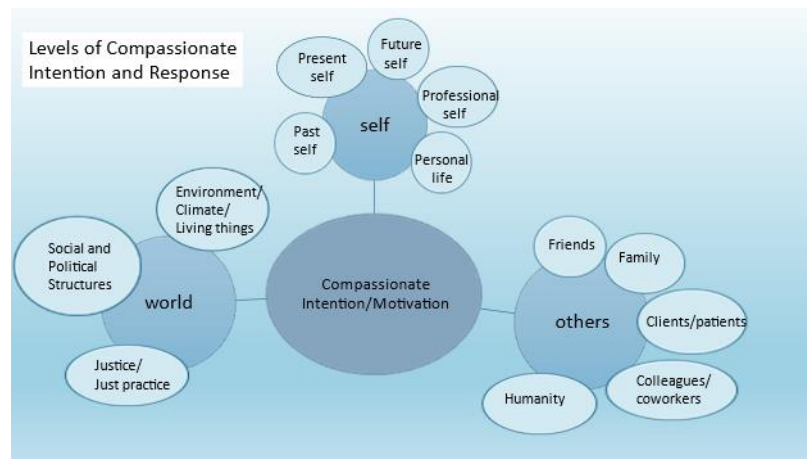 Levels of Compassionate
Intention and Response
Future
self
Present
self
Professional
self
self
Past
self
Personal
life
Environment/
Climate/
Living things
Social and
Political
Structures
world
Justice/
Just practice
Compassionate
Intention/Motivation
Friends
Family
others
Clients/patients
Colleagues/
coworkers
Humanity